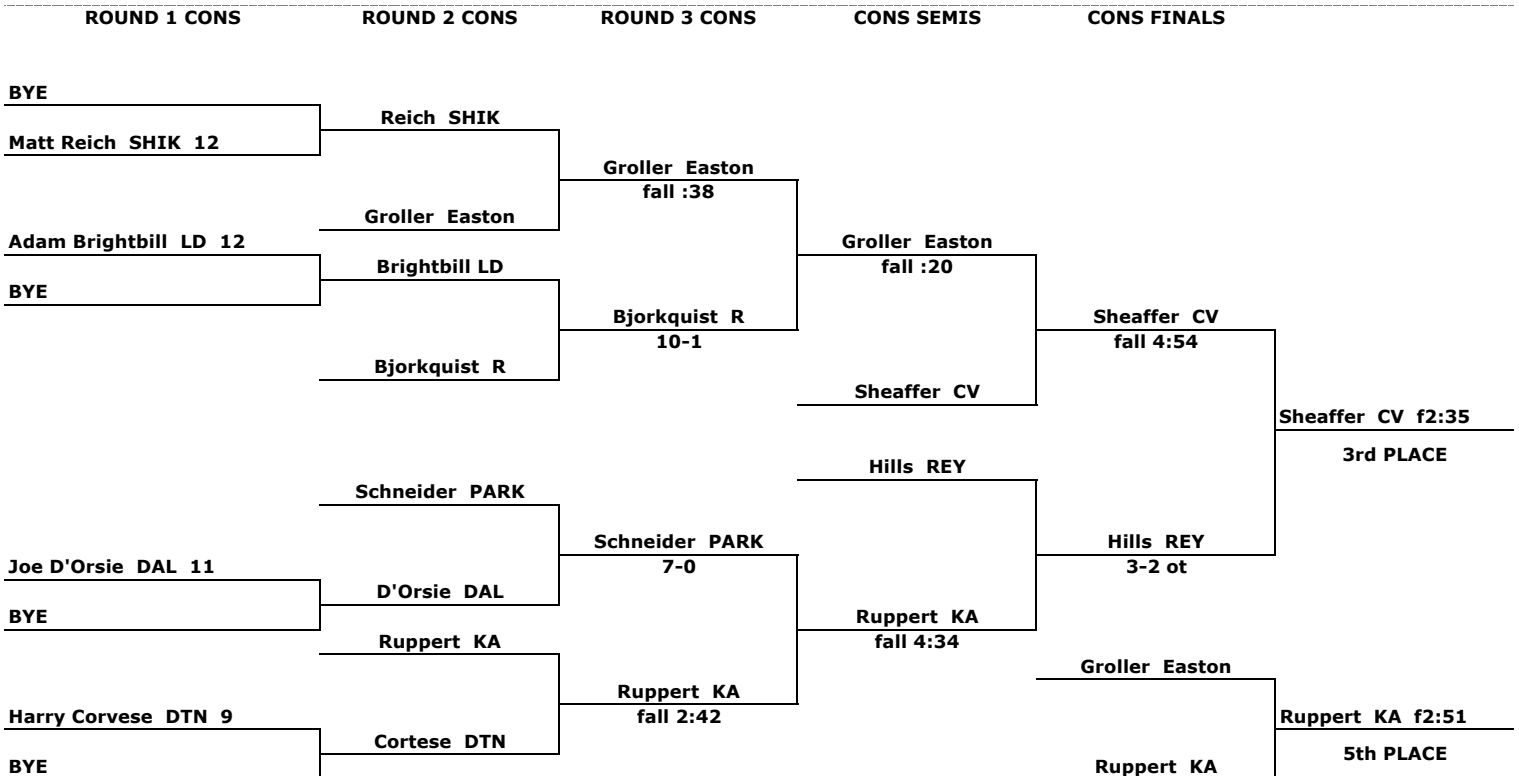 ROUND 1 CONS ROUND 2 CONS ROUND 3 CONS CONS SEMIS CONS FINALS
BYE
Reich SHIK
Matt Reich SHIK 12
Groller Easton
fall :38
Groller Easton
Adam Brightbill LD 12
Groller Easton
Brightbill LD
fall :20
BYE
Bjorkquist R
Sheaffer CV
10-1
fall 4:54
Bjorkquist R
Sheaffer CV
Sheaffer CV f2:35
3rd PLACE
Hills REY
Schneider PARK
Schneider PARK
Hills REY
7-0
3-2 ot
Joe D'Orsie DAL 11
D'Orsie DAL
BYE
Ruppert KA
Ruppert KA
fall 4:34
Groller Easton
Ruppert KA
Harry Corvese DTN 9
fall 2:42
Ruppert KA f2:51
Cortese DTN
5th PLACE
BYE
Ruppert KA